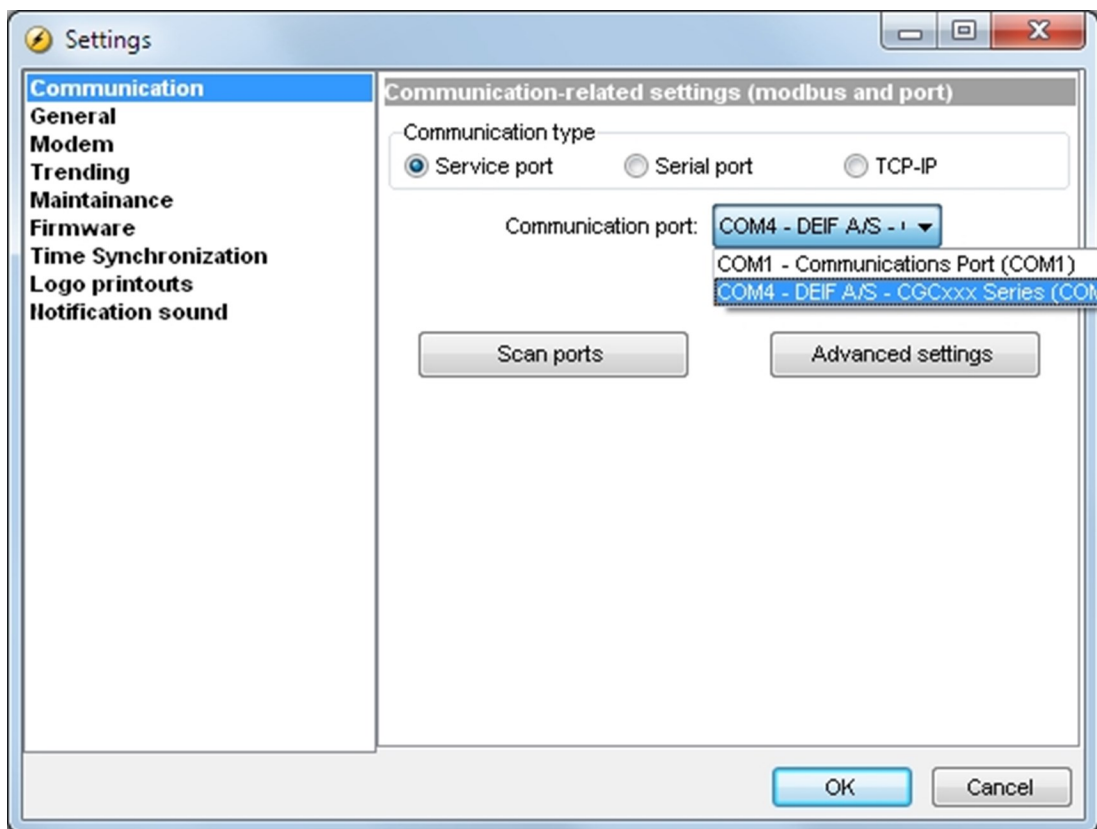 Settings
Communication
General
Modem
Trending
Maintainance
Firmware
Time Synchronization
Logo printouts
Notification sound
Communication-related settings (modbus and port)
Communication type
Service port Serial port TCP-IP
Communication port: COM4 - DEIF A/S -
COM1 - Communications Port (COM1)
COM4 - DEIF A/S - CGCxxx Series (COM
Scan ports Advanced settings
OK Cancel